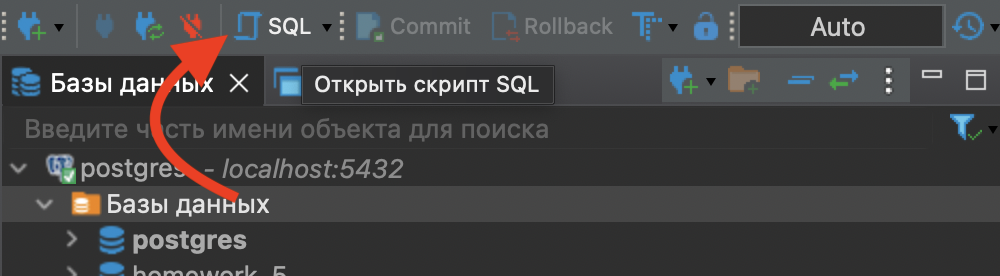 SQL Commit Rollback Auto
Базы данных
Открыть скрипт SQL
Введите часть имени объекта для поиска
postgres - localhost:5432
Базы данных
postgres
homework_5